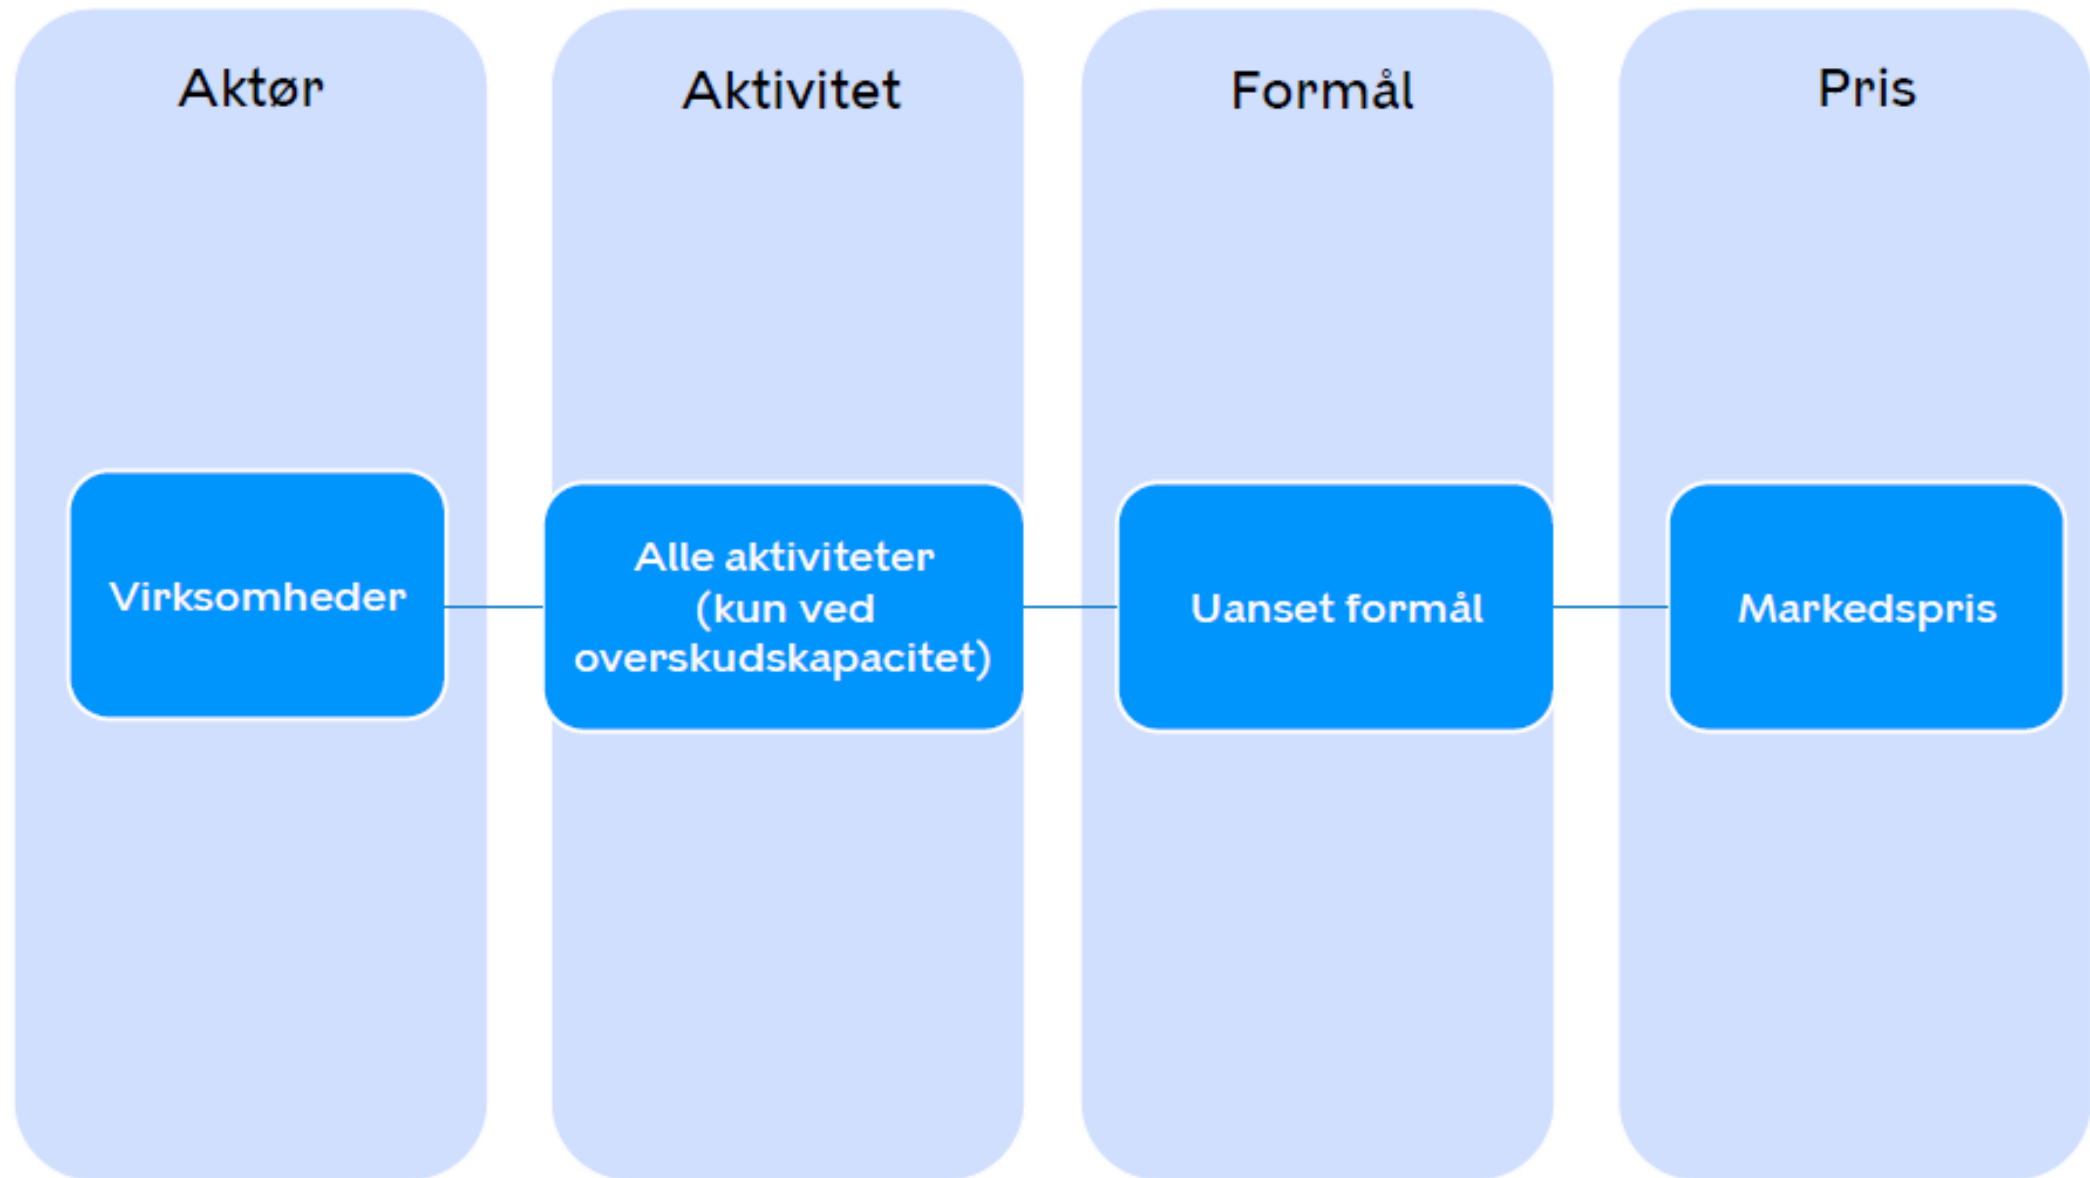 Aktør
Aktivitet
Formål
Pris
Virksomheder
Alle aktiviteter
(kun ved
overskudskapacitet)
Uanset formål
Markedspris